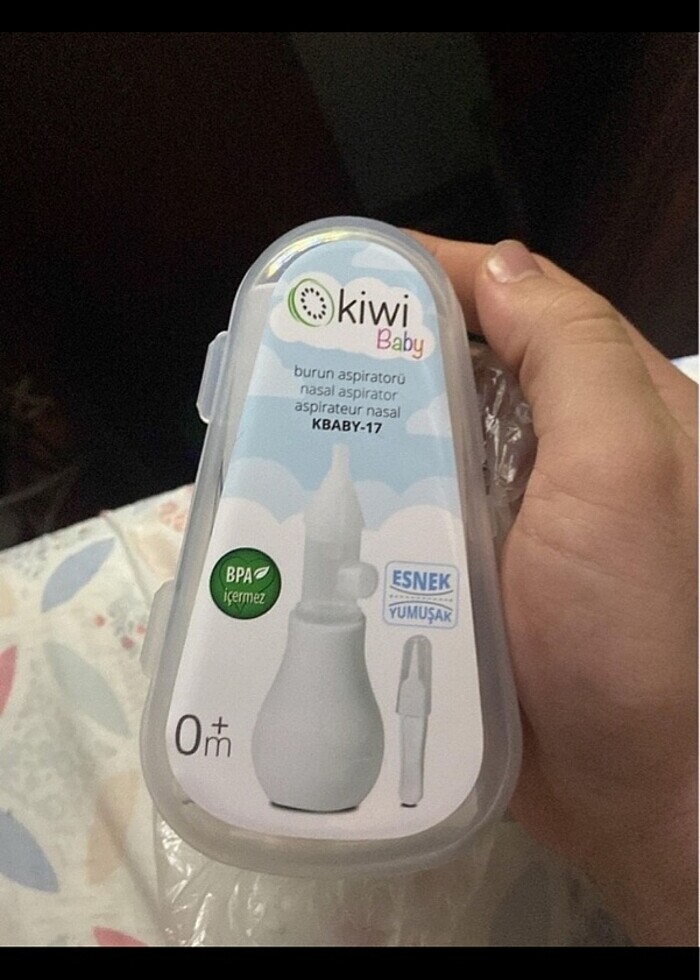 kiwi
Baby
burun aspiratörü
nasal aspirator
aspirateur nasal
KBABY-17
BPA
içermez
ESNEK
YUMUŞAK
0+m